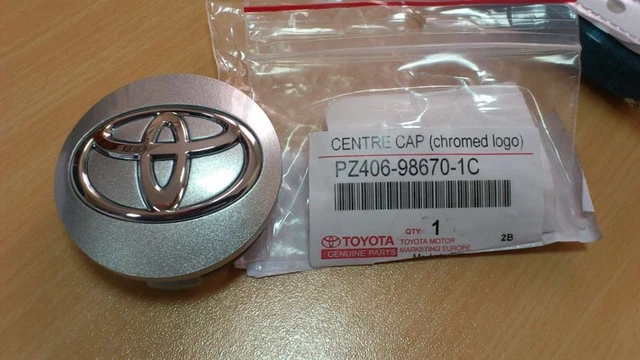 CENTRE CAP (chromed logo)
PZ406-98670-1C
QTY: 1
TOYOTA
GENUINE PARTS
TOYOTA MOTOR
MARKETING EUROPE
2B